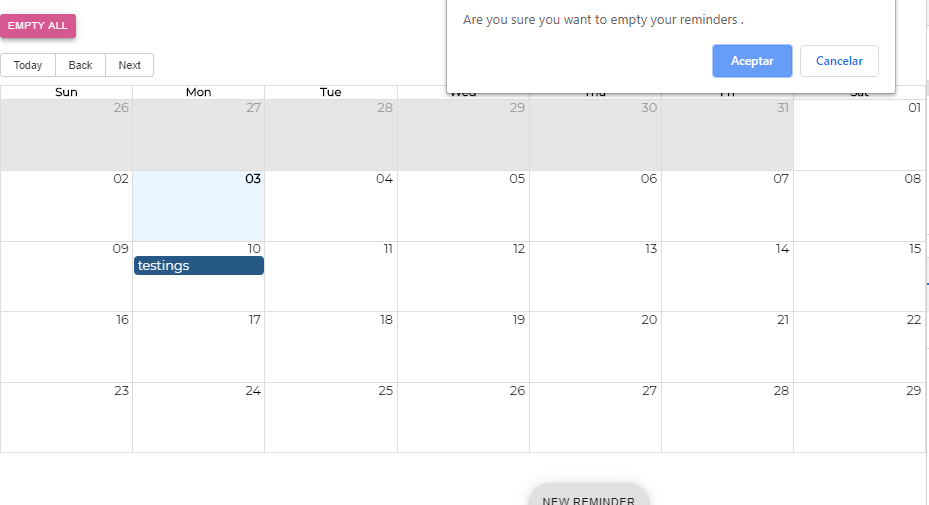 EMPTY ALL
Are you sure you want to empty your reminders .
Aceptar Cancelar
Today Back Next
Sun Mon Tue Wed Thu Fri Sat
26 27 28 29 30 31 01
02 03 04 05 06 07 08
09 10 11 12 13 14 15
testings
16 17 18 19 20 21 22
23 24 25 26 27 28 29
NEW REMINDER